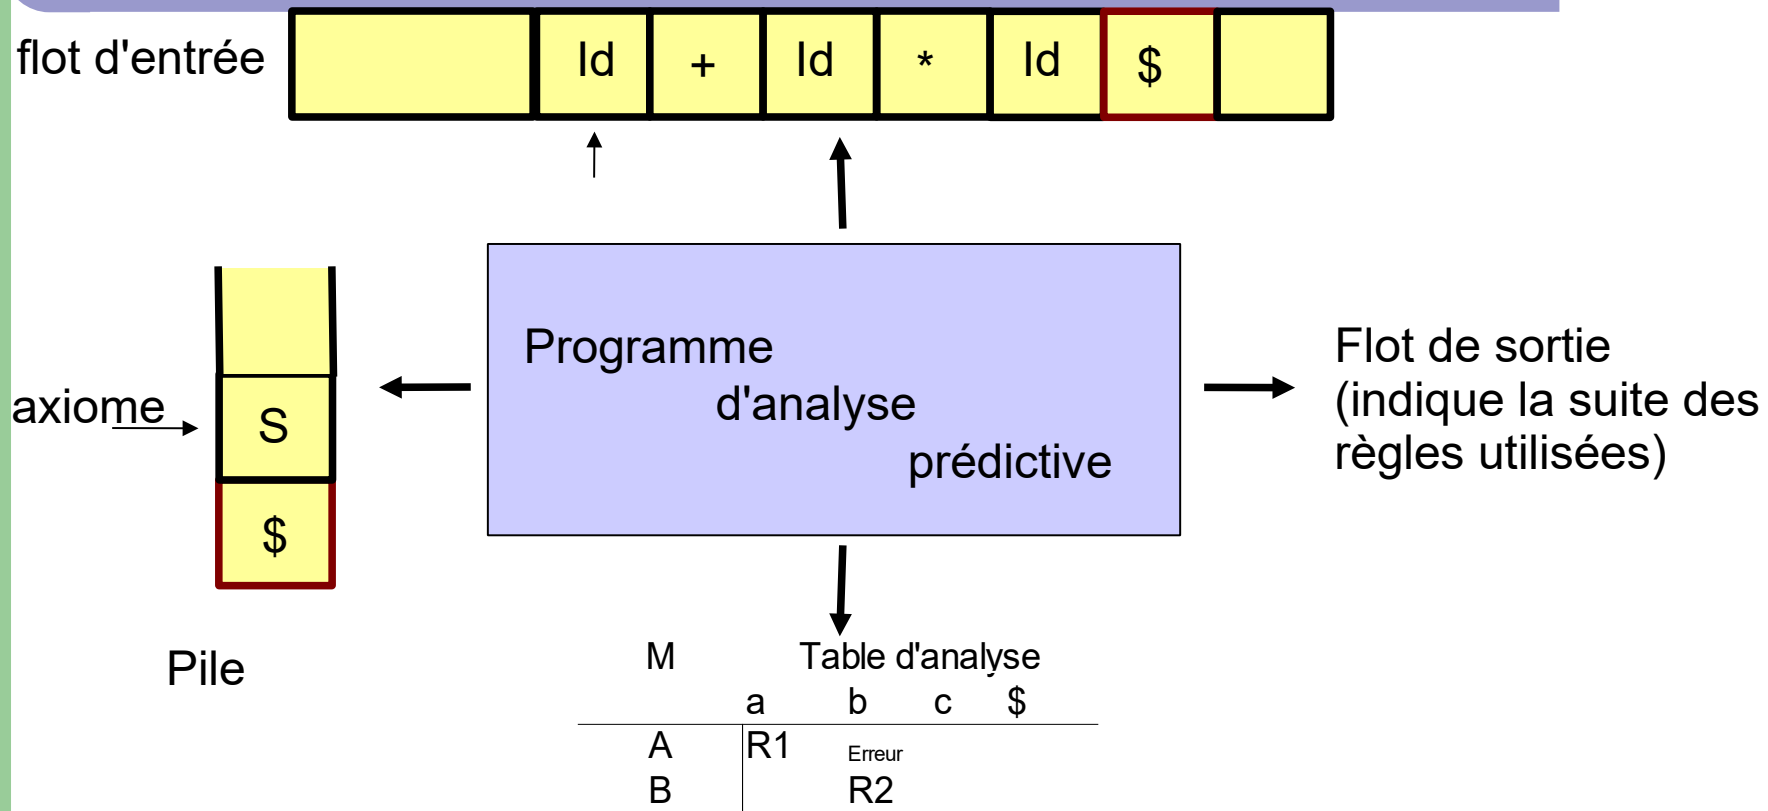 flot d'entrée Id + Id * Id $
Programme
d'analyse
prédictive
Flot de sortie
(indique la suite des
règles utilisées)
axiome
S
$
Pile
M Table d'analyse
a b c $
A R1 Erreur
B R2